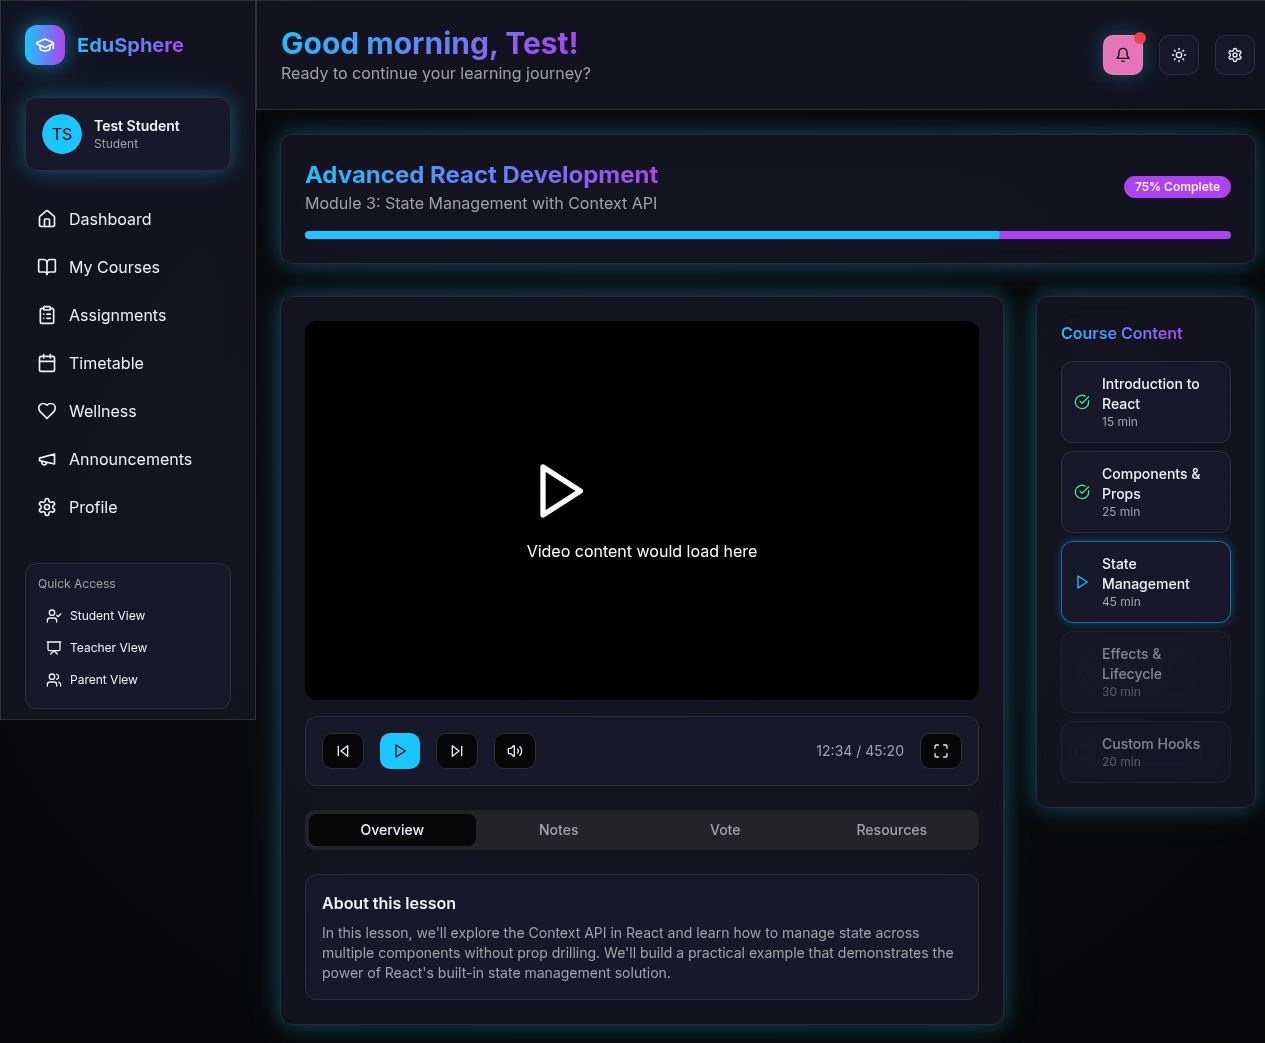 EduSphere
TS
Test Student
Student
Dashboard
My Courses
Assignments
Timetable
Wellness
Announcements
Profile
Quick Access
Student View
Teacher View
Parent View
Good morning, Test!
Ready to continue your learning journey?
Advanced React Development
Module 3: State Management with Context API
75% Complete
Video content would load here
12:34 / 45:20
Overview
Notes
Vote
Resources
About this lesson
In this lesson, we'll explore the Context API in React and learn how to manage state across
multiple components without prop drilling. We'll build a practical example that demonstrates the
power of React's built-in state management solution.
Course Content
Introduction to
React
15 min
Components &
Props
25 min
State
Management
45 min
Effects &
Lifecycle
30 min
Custom Hooks
20 min